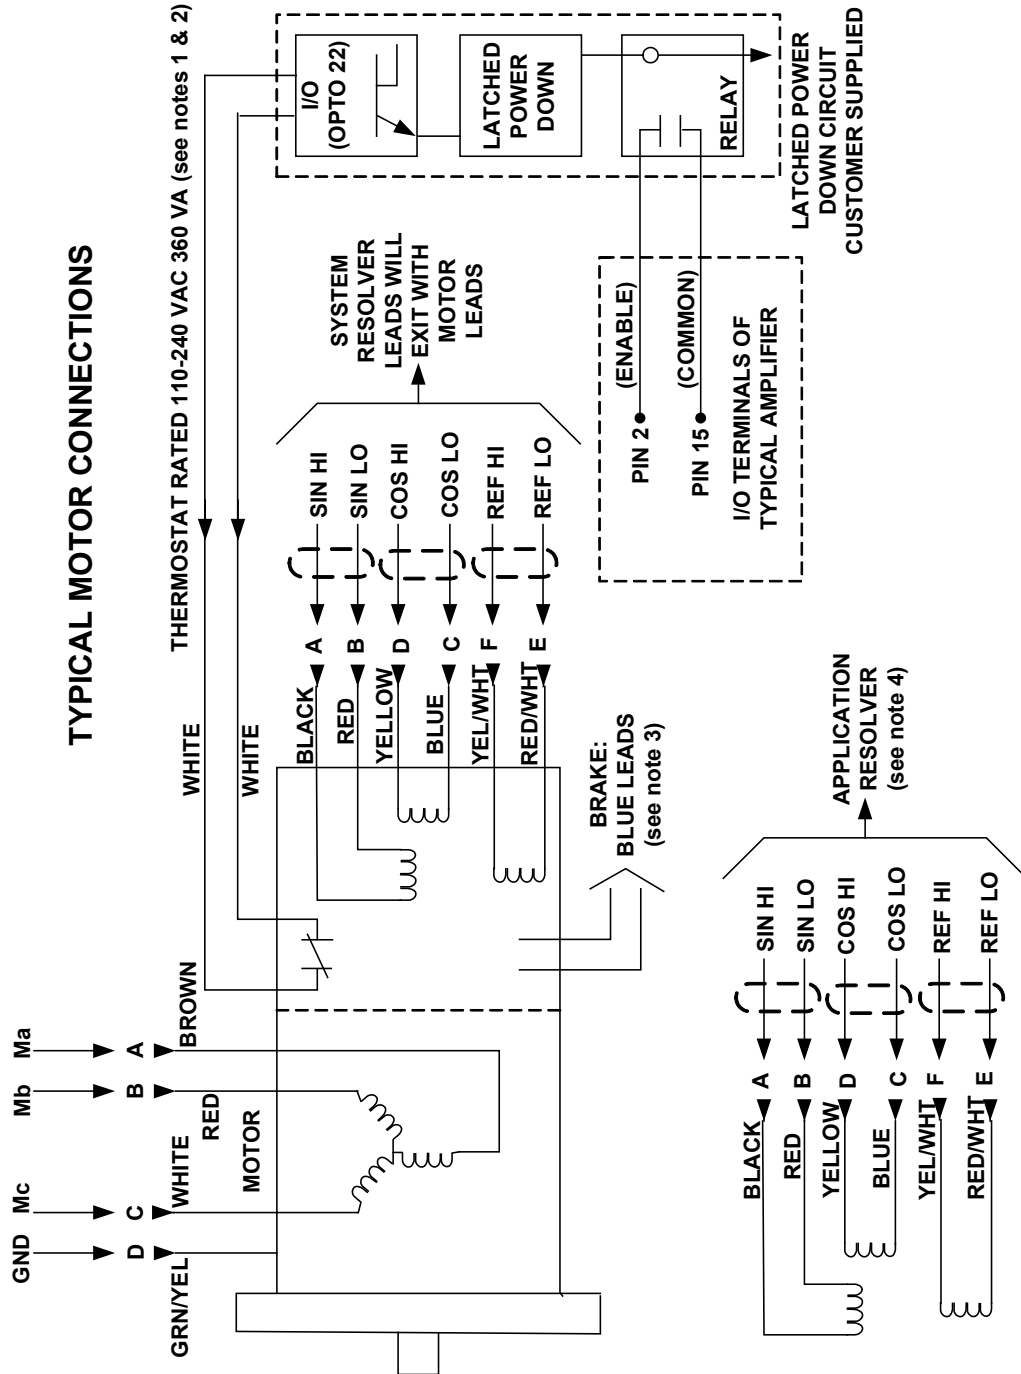 TYPICAL MOTOR CONNECTIONS
THERMOSTAT RATED 110-240 VAC 360 VA (see notes 1 & 2)
WHITE
WHITE
I/O
(OPTO 22)
LATCHED
POWER
DOWN
RELAY
LATCHED POWER
DOWN CIRCUIT
CUSTOMER SUPPLIED
GND
Mc
Mb
Ma
D
C
B
A
GRN/YEL
WHITE
RED
BROWN
MOTOR
BLACK
A
SIN HI
RED
B
SIN LO
YELLOW
D
COS HI
BLUE
C
COS LO
YEL/WHT
F
REF HI
RED/WHT
E
REF LO
SYSTEM
RESOLVER
LEADS WILL
EXIT WITH
MOTOR
LEADS
BRAKE:
BLUE LEADS
(see note 3)
PIN 2
(ENABLE)
PIN 15
(COMMON)
I/O TERMINALS OF
TYPICAL AMPLIFIER
BLACK
A
SIN HI
RED
B
SIN LO
YELLOW
D
COS HI
BLUE
C
COS LO
YEL/WHT
F
REF HI
RED/WHT
E
REF LO
APPLICATION
RESOLVER
(see note 4)